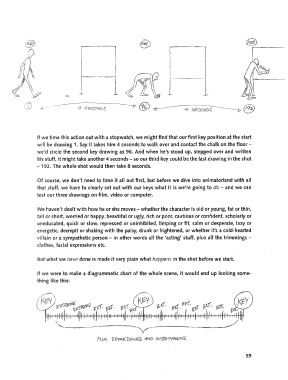 KEY
KEY
KEY
1
4 SECONDS
96
4 SECONDS
192
If we time this action out with a stopwatch, we might find that our first key position at the start
will be drawing 1. Say it takes him 4 seconds to walk over and contact the chalk on the floor –
we'd circle the second key drawing as 96. And when he's stood up, stepped over and written
his stuff, it might take another 4 seconds – so our third key could be the last drawing in the shot
– 192. The whole shot would then take 8 seconds.
Of course, we don't need to time it all out first, but before we dive into animatorland with all
that stuff, we have to clearly set out with our keys what it is we're going to do – and we can
test our three drawings on film, video or computer.
We haven't dealt with how he or she moves – whether the character is old or young, fat or thin,
tall or short, worried or happy, beautiful or ugly, rich or poor, cautious or confident, scholarly or
uneducated, quick or slow, repressed or uninhibited, limping or fit, calm or desperate, lazy or
energetic, decrepit or shaking with the palsy, drunk or frightened, or whether it's a cold-hearted
villain or a sympathetic person – in other words all the 'acting' stuff, plus all the trimmings –
clothes, facial expressions etc.
But what we have done is made it very plain what happens in the shot before we start.
If we were to make a diagrammatic chart of the whole scene, it would end up looking some-
thing like this:
KEY
EXTREME
EXTREME
EXT.
EXT.
EXT.
EXT.
KEY
EXT.
EXT.
EXT.
EXT.
KEY
PLUS BREAKDOWNS AND INBETWEENS
59